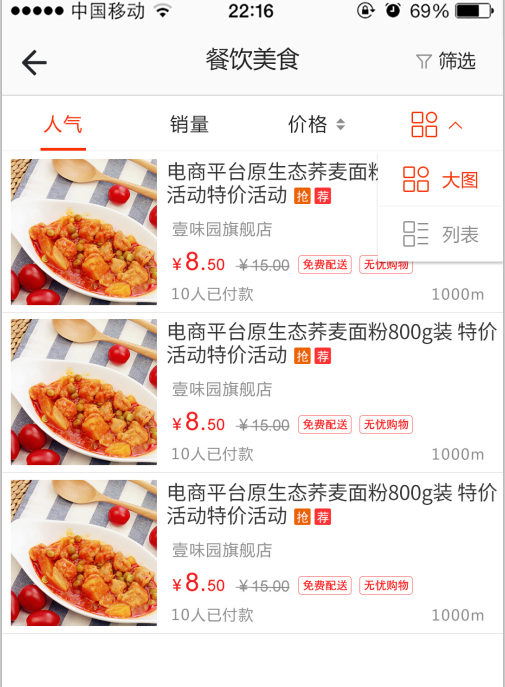 中国移动 22:16 69%
餐饮美食 筛选
人气 销量 价格
大图
列表
电商平台原生态荞麦面
活动特价活动 抢 荐
壹味园旗舰店
¥8.50 ¥15.00 免费配送 无忧购物
10人已付款 1000m
电商平台原生态荞麦面粉800g装 特价
活动特价活动 抢 荐
壹味园旗舰店
¥8.50 ¥15.00 免费配送 无忧购物
10人已付款 1000m
电商平台原生态荞麦面粉800g装 特价
活动特价活动 抢 荐
壹味园旗舰店
¥8.50 ¥15.00 免费配送 无忧购物
10人已付款 1000m